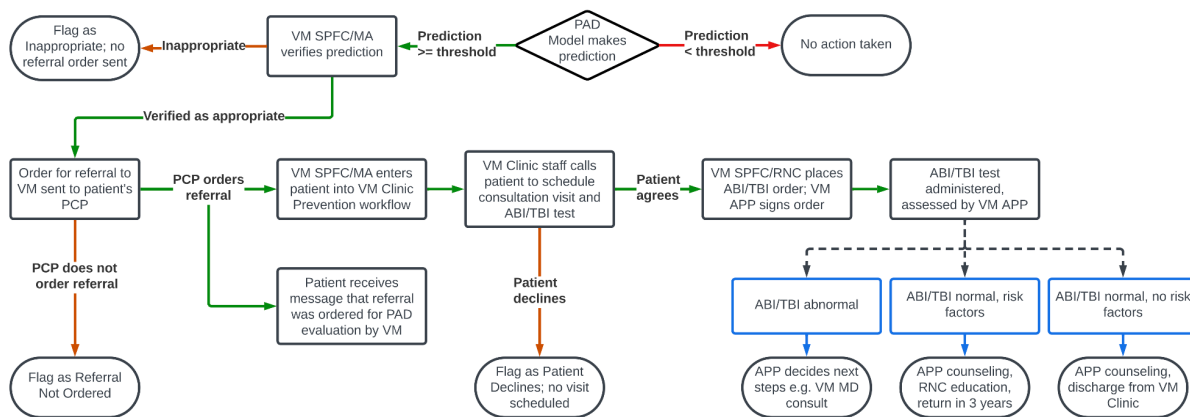 Flag as
Inappropriate; no
referral order sent
Inappropriate
VM SPFC/MA
verifies prediction
Prediction
>= threshold
PAD
Model makes
prediction
Prediction
< threshold
No action taken
Verified as appropriate
Order for referral to
VM sent to patient's
PCP
PCP orders
referral
VM SPFC/MA enters
patient into VM Clinic
Prevention workflow
VM Clinic staff calls
patient to schedule
consultation visit and
ABI/TBI test
Patient
agrees
VM SPFC/RNC places
ABI/TBI order; VM
APP signs order
ABI/TBI test
administered,
assessed by VM APP
PCP does not
order referral
Patient receives
message that referral
was ordered for PAD
evaluation by VM
Patient
declines
ABI/TBI abnormal
ABI/TBI normal, risk
factors
ABI/TBI normal, no risk
factors
Flag as Referral
Not Ordered
Flag as Patient
Declines; no visit
scheduled
APP decides next
steps e.g. VM MD
consult
APP counseling,
RNC education,
return in 3 years
APP counseling,
discharge from VM
Clinic